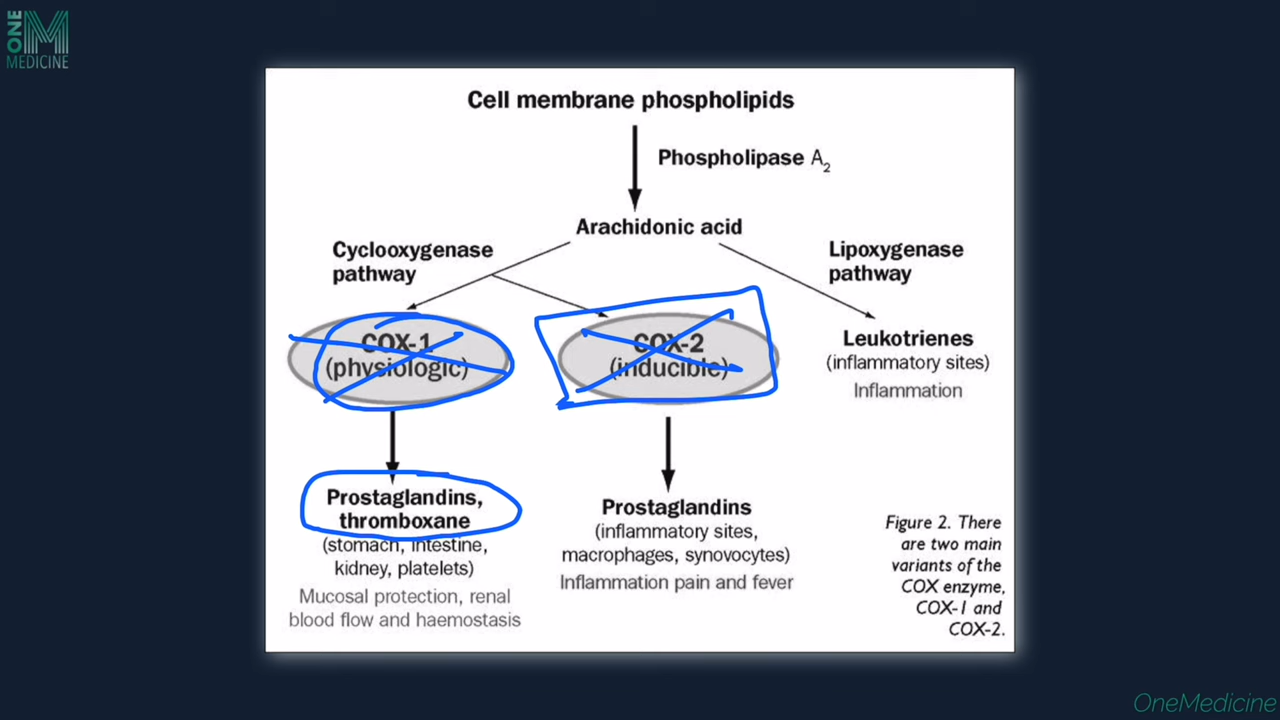 ONE
M
MEDICINE
Cell membrane phospholipids
Phospholipase A₂
Arachidonic acid
Cyclooxygenase
pathway
Lipoxygenase
pathway
COX-1
(physiologic)
COX-2
(inducible)
Leukotrienes
(inflammatory sites)
Inflammation
Prostaglandins,
thromboxane
(stomach, intestine,
kidney, platelets)
Mucosal protection, renal
blood flow and haemostasis
Prostaglandins
(inflammatory sites,
macrophages, synovocytes)
Inflammation pain and fever
Figure 2. There
are two main
variants of the
COX enzyme,
COX-1 and
COX-2.
OneMedicine